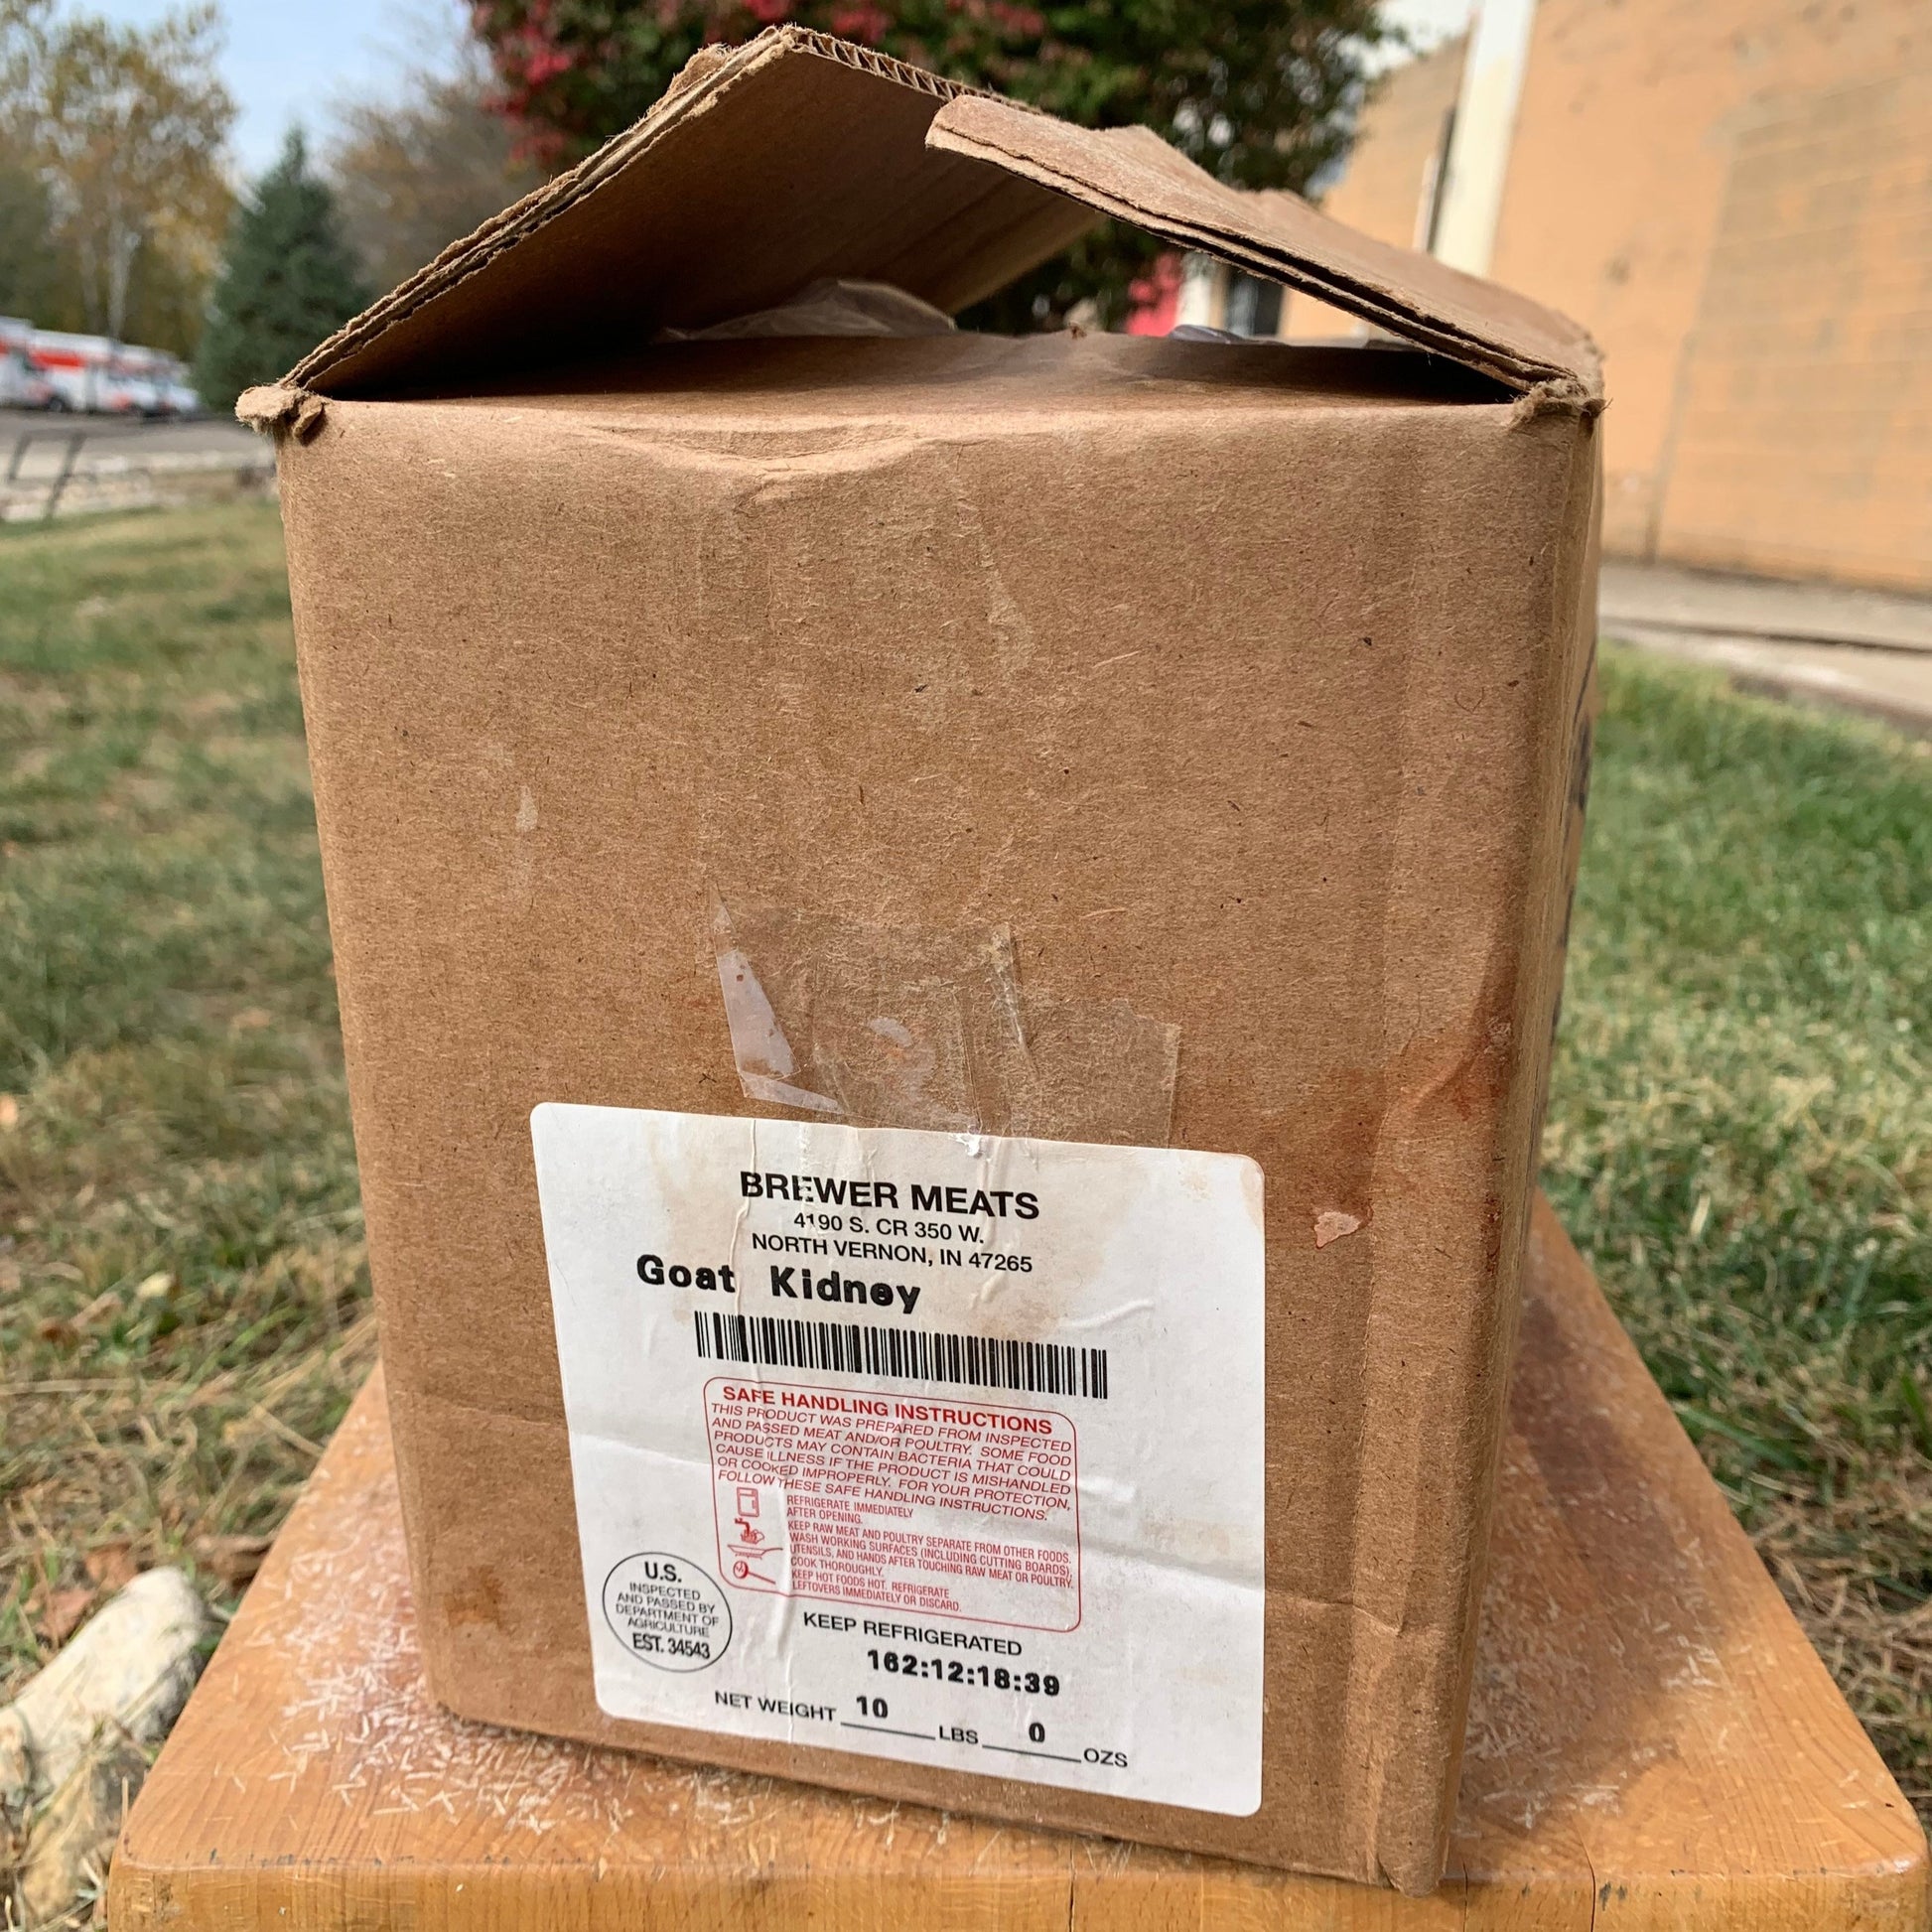 BREWER MEATS
4190 S. CR 350 W.
NORTH VERNON, IN 47265
Goat Kidney
SAFE HANDLING INSTRUCTIONS
THIS PRODUCT WAS PREPARED FROM INSPECTED
AND PASSED MEAT AND/OR POULTRY. SOME FOOD
PRODUCTS MAY CONTAIN BACTERIA THAT COULD
CAUSE ILLNESS IF THE PRODUCT IS MISHANDLED
OR COOKED IMPROPERLY. FOR YOUR PROTECTION,
FOLLOW THESE SAFE HANDLING INSTRUCTIONS.
REFRIGERATE IMMEDIATELY
AFTER OPENING.
KEEP RAW MEAT AND POULTRY SEPARATE FROM OTHER FOODS.
WASH WORKING SURFACES (INCLUDING CUTTING BOARDS),
UTENSILS, AND HANDS AFTER TOUCHING RAW MEAT OR POULTRY.
COOK THOROUGHLY.
KEEP HOT FOODS HOT. REFRIGERATE
LEFTOVERS IMMEDIATELY OR DISCARD.
U.S.
INSPECTED
AND PASSED BY
DEPARTMENT OF
AGRICULTURE
EST. 34543
KEEP REFRIGERATED
162:12:18:39
NET WEIGHT 10 LBS 0 OZS